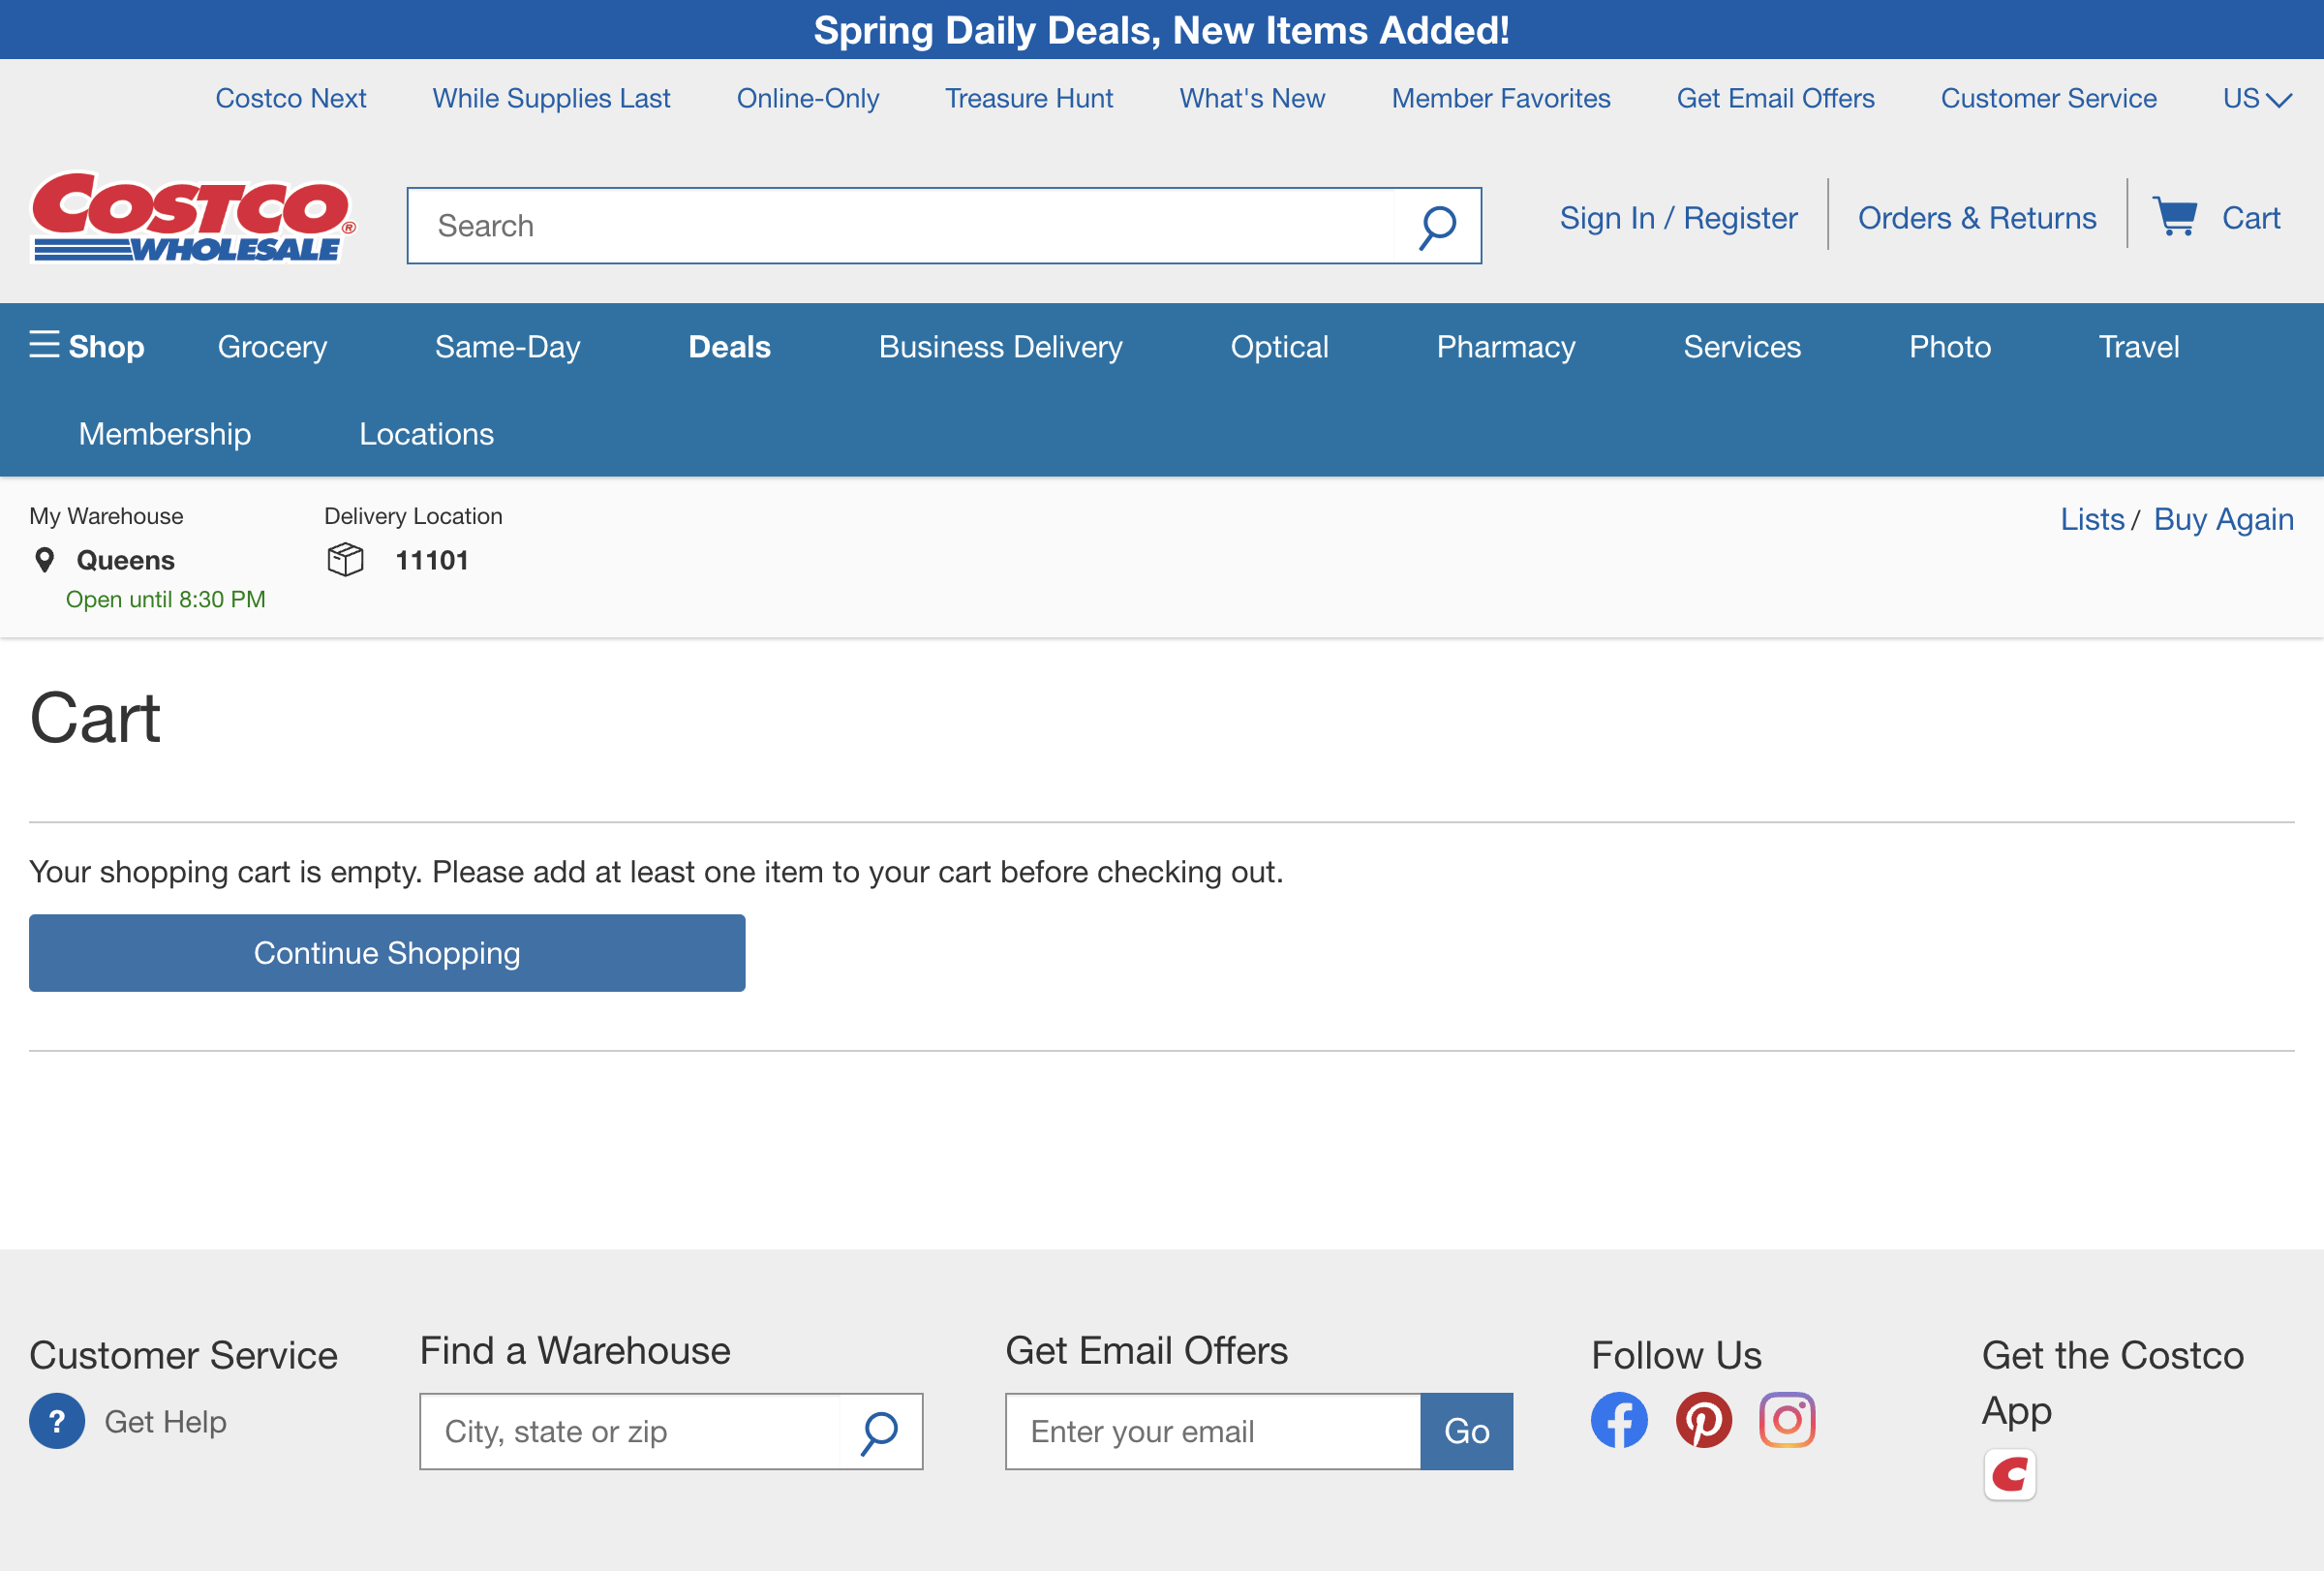 Spring Daily Deals, New Items Added!
Costco Next While Supplies Last Online-Only Treasure Hunt What's New Member Favorites Get Email Offers Customer Service US
COSTCO®
WHOLESALE
Search
Sign In / Register Orders & Returns Cart
Shop Grocery Same-Day Deals Business Delivery Optical Pharmacy Services Photo Travel
Membership Locations
My Warehouse Delivery Location Lists / Buy Again
Queens 11101
Open until 8:30 PM
Cart
Your shopping cart is empty. Please add at least one item to your cart before checking out.
Continue Shopping
Customer Service
? Get Help
Find a Warehouse
City, state or zip
Get Email Offers
Enter your email Go
Follow Us
Get the Costco
App